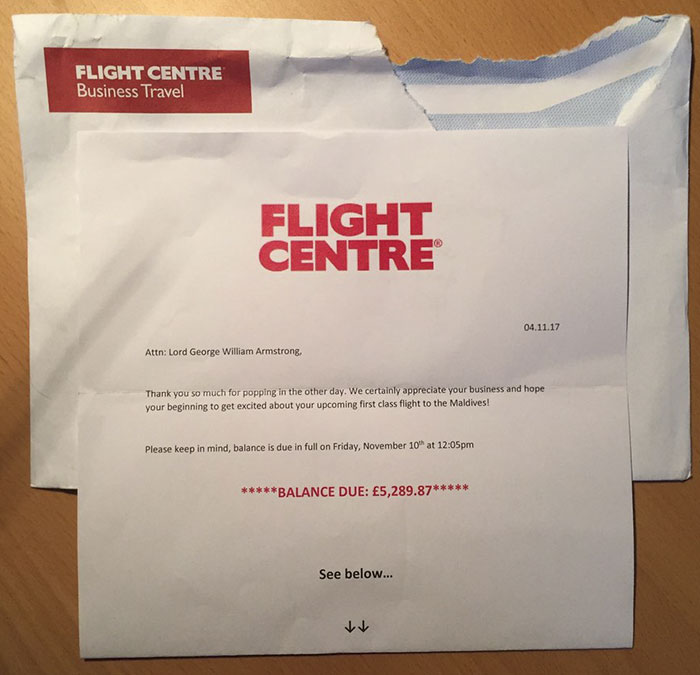 FLIGHT CENTRE
Business Travel
FLIGHT
CENTRE®
04.11.17
Attn: Lord George William Armstrong,
Thank you so much for popping in the other day. We certainly appreciate your business and hope
your beginning to get excited about your upcoming first class flight to the Maldives!
Please keep in mind, balance is due in full on Friday, November 10th at 12:05pm
*****BALANCE DUE: £5,289.87*****
See below...
↓↓